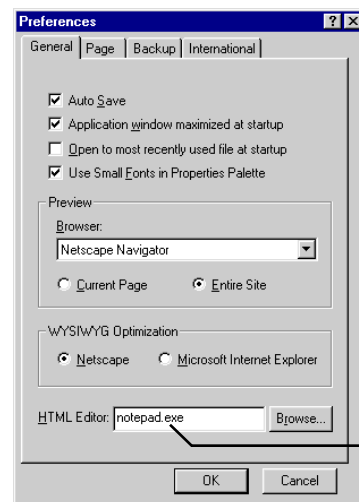 Preferences
General Page Backup International
Auto Save
Application window maximized at startup
Open to most recently used file at startup
Use Small Fonts in Properties Palette
Preview
Browser:
Netscape Navigator
Current Page Entire Site
WYSIWYG Optimization
Netscape Microsoft Internet Explorer
HTML Editor: notepad.exe Browse...
OK Cancel